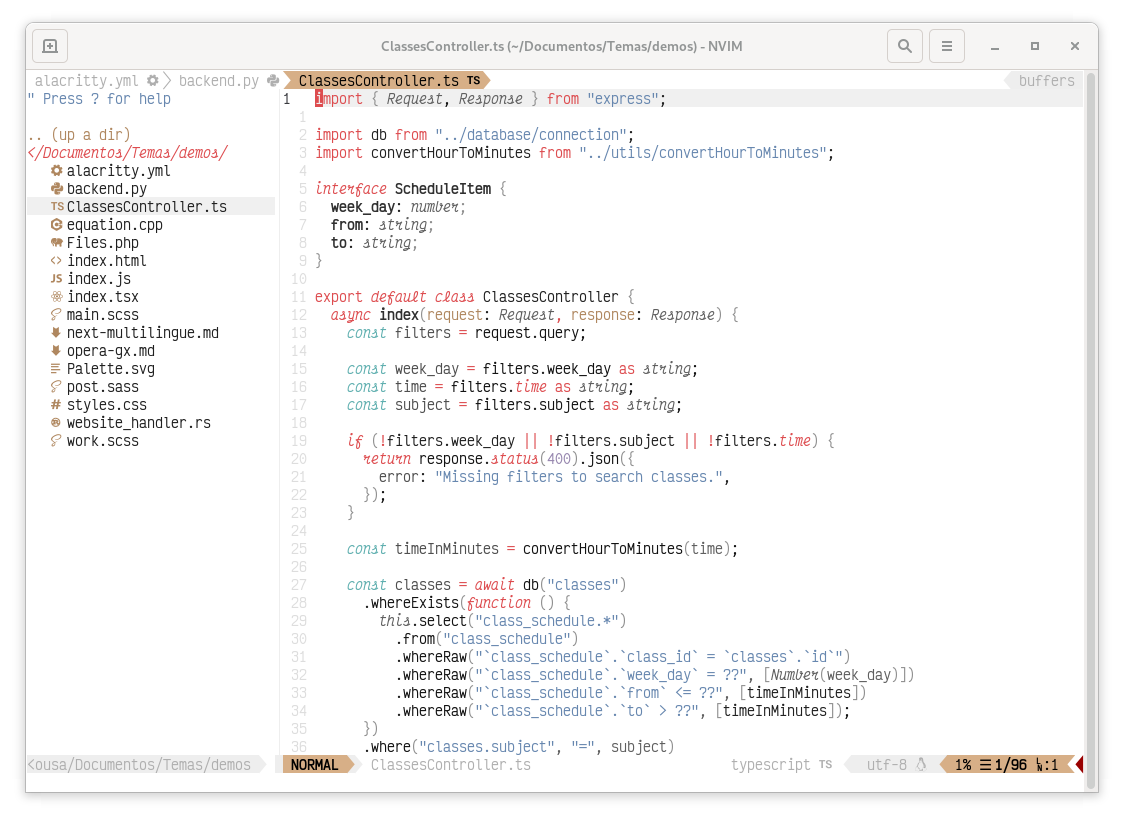 ClassesController.ts (~/Documentos/Temas/demos) - NVIM
alacritty.yml backend.py ClassesController.ts TS buffers
" Press ? for help
.. (up a dir)
</Documentos/Temas/demos/
alacritty.yml
backend.py
TS ClassesController.ts
equation.cpp
Files.php
<> index.html
JS index.js
index.tsx
main.scss
next-multilingue.md
opera-gx.md
Palette.svg
post.sass
# styles.css
website_handler.rs
work.scss
1 import { Request, Response } from "express";
1
2 import db from "../database/connection";
3 import convertHourToMinutes from "../utils/convertHourToMinutes";
4
5 interface ScheduleItem {
6 week_day: number;
7 from: string;
8 to: string;
9 }
10
11 export default class ClassesController {
12 async index(request: Request, response: Response) {
13 const filters = request.query;
14
15 const week_day = filters.week_day as string;
16 const time = filters.time as string;
17 const subject = filters.subject as string;
18
19 if (!filters.week_day || !filters.subject || !filters.time) {
20 return response.status(400).json({
21 error: "Missing filters to search classes.",
22 });
23 }
24
25 const timeInMinutes = convertHourToMinutes(time);
26
27 const classes = await db("classes")
28 .whereExists(function () {
29 this.select("class_schedule.*")
30 .from("class_schedule")
31 .whereRaw("`class_schedule`.`class_id` = `classes`.`id`")
32 .whereRaw("`class_schedule`.`week_day` = ??", [Number(week_day)])
33 .whereRaw("`class_schedule`.`from` <= ??", [timeInMinutes])
34 .whereRaw("`class_schedule`.`to` > ??", [timeInMinutes]);
35 })
36 .where("classes.subject", "=", subject)
<ousa/Documentos/Temas/demos NORMAL ClassesController.ts typescript TS utf-8 1% ☰ 1/96 ㏑:1